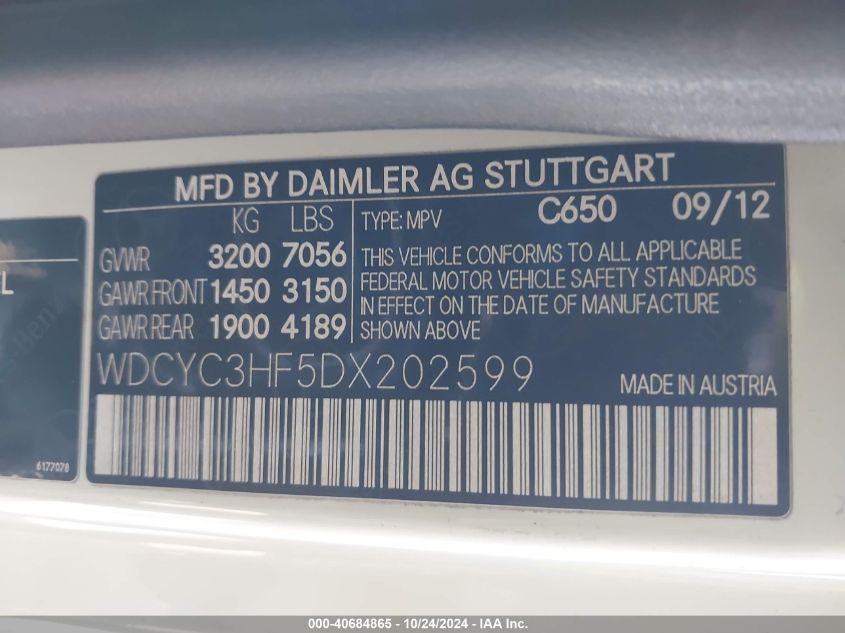 MFD BY DAIMLER AG STUTTGART
KG LBS
GVWR 3200 7056
GAWR FRONT 1450 3150
GAWR REAR 1900 4189
TYPE: MPV C650 09/12
THIS VEHICLE CONFORMS TO ALL APPLICABLE
FEDERAL MOTOR VEHICLE SAFETY STANDARDS
IN EFFECT ON THE DATE OF MANUFACTURE
SHOWN ABOVE
WDCYC3HF5DX202599
MADE IN AUSTRIA
L
6177078
000-40684865 - 10/24/2024 - IAA Inc.